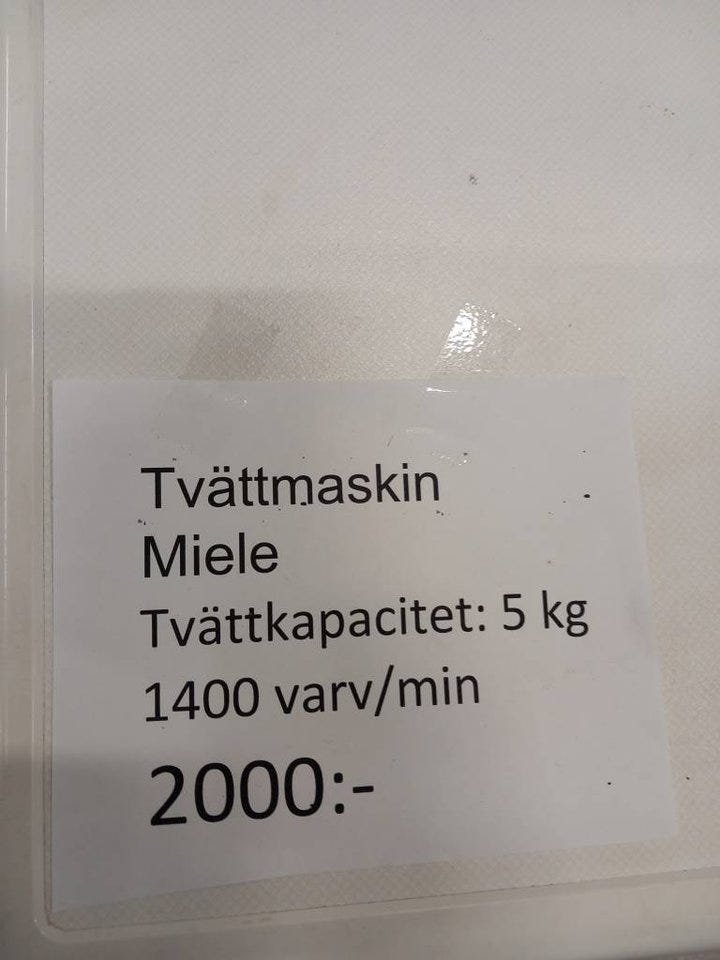 Tvättmaskin
Miele
Tvättkapacitet: 5 kg
1400 varv/min
2000:-